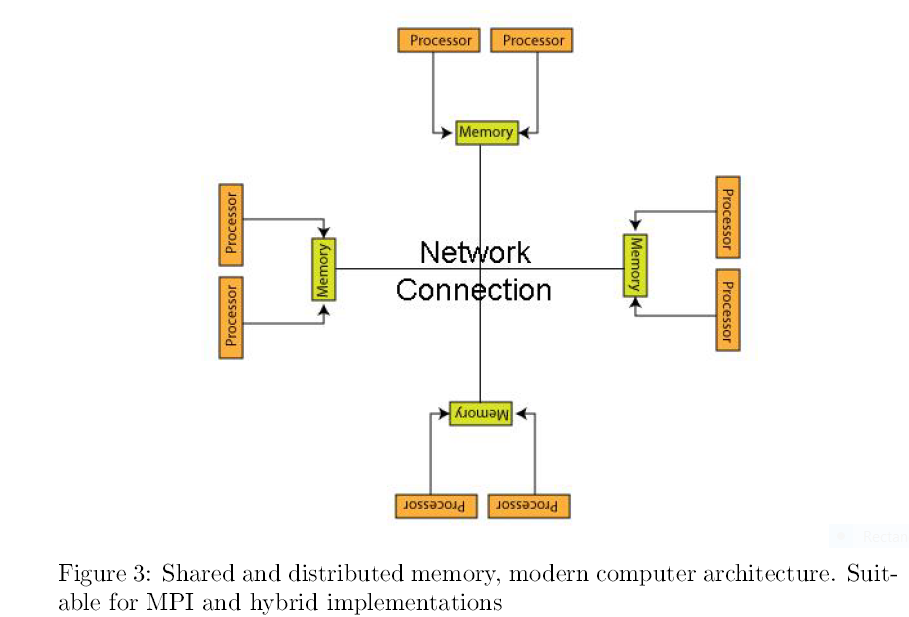 Processor Processor
Memory
Processor
Processor
Memory
Network
Connection
Memory
Processor
Processor
Memory
Processor Processor
Figure 3: Shared and distributed memory, modern computer architecture. Suit-
able for MPI and hybrid implementations